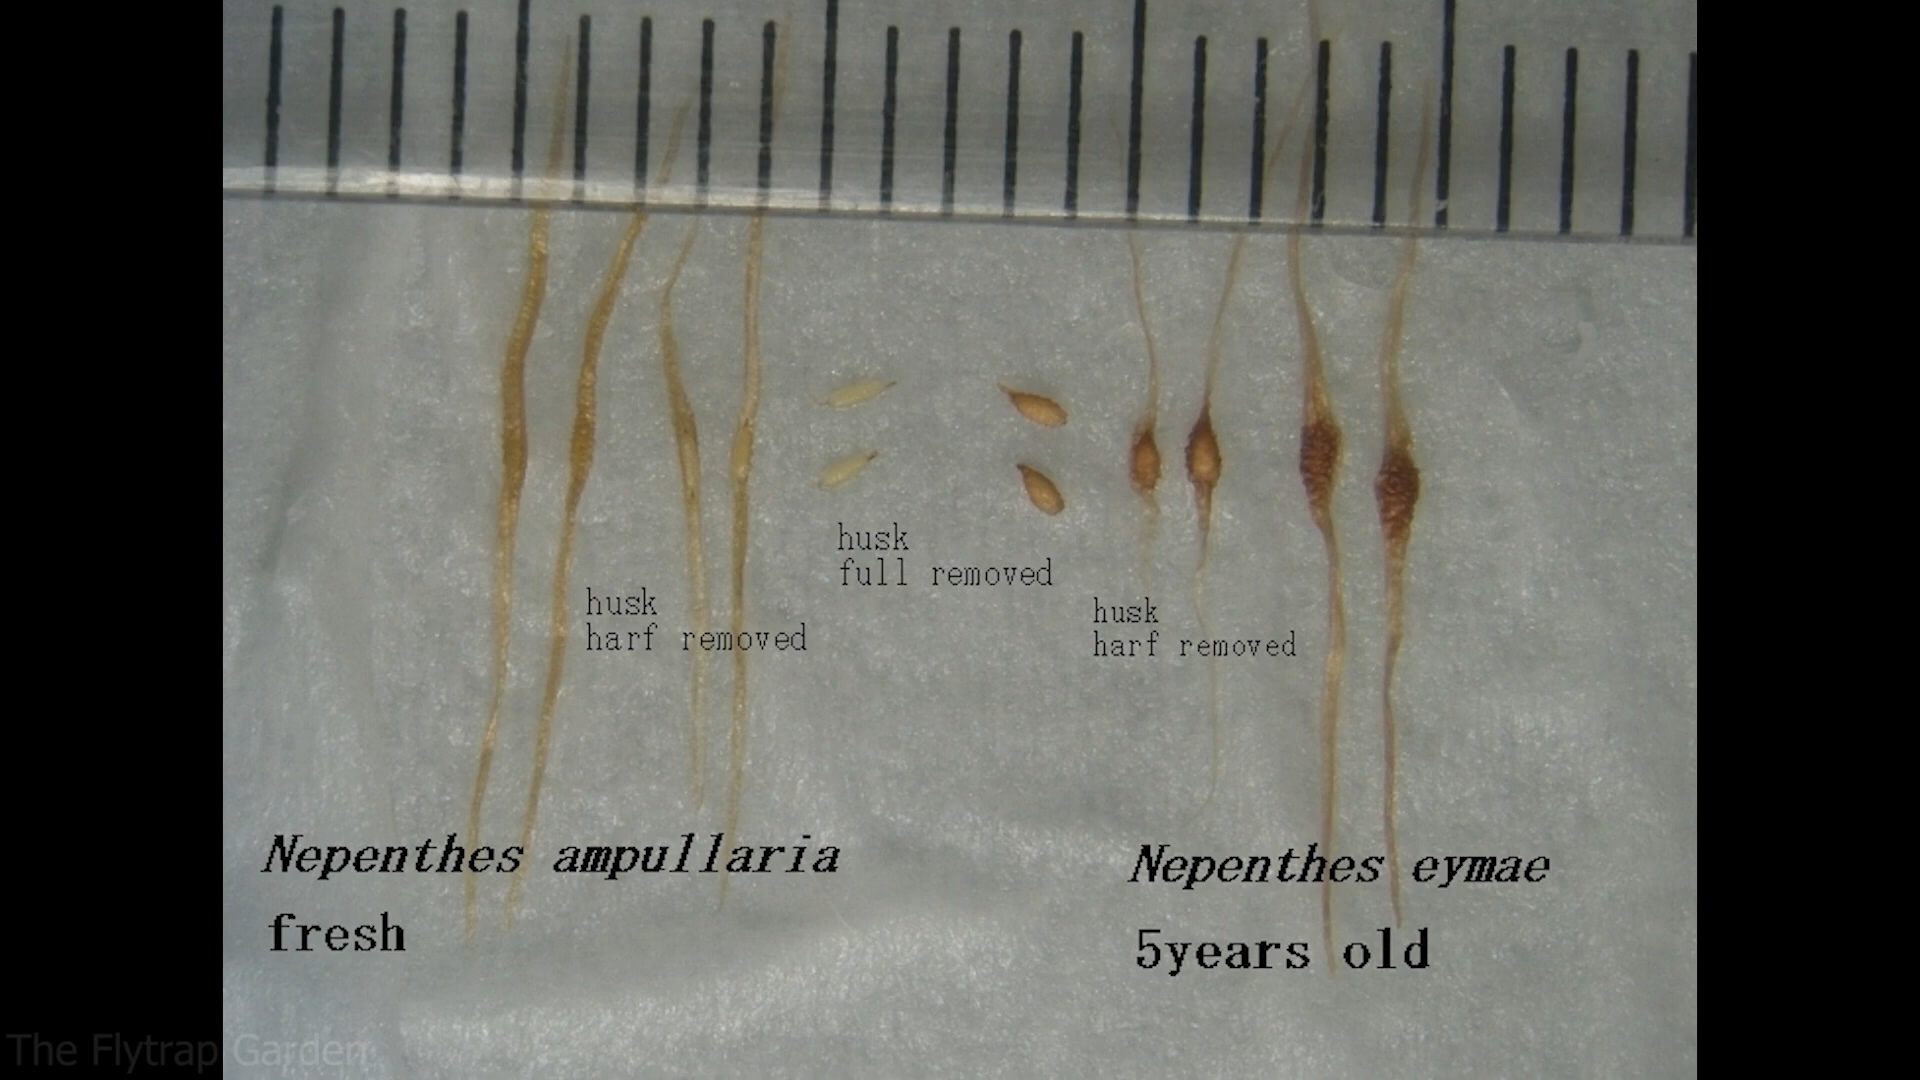 husk
full removed
husk
harf removed
husk
harf removed
Nepenthes ampullaria
fresh
Nepenthes eymae
5years old
The Flytrap Garden